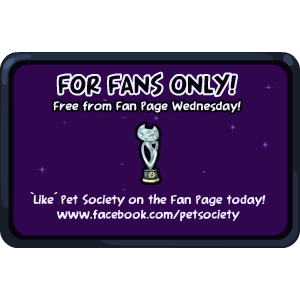 FOR FANS ONLY!
Free from Fan Page Wednesday!
`Like´ Pet Society on the Fan Page today!
www.facebook.com/petsociety